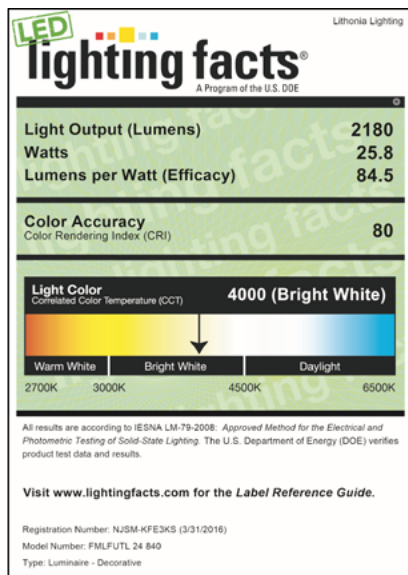 Lithonia Lighting
LED
lighting facts®
A Program of the U.S. DOE
Light Output (Lumens) 2180
Watts 25.8
Lumens per Watt (Efficacy) 84.5
Color Accuracy
Color Rendering Index (CRI) 80
Light Color
Correlated Color Temperature (CCT) 4000 (Bright White)
Warm White Bright White Daylight
2700K 3000K 4500K 6500K
All results are according to IESNA LM-79-2008: Approved Method for the Electrical and
Photometric Testing of Solid-State Lighting. The U.S. Department of Energy (DOE) verifies
product test data and results.
Visit www.lightingfacts.com for the Label Reference Guide.
Registration Number: NJSM-KFE3KS (3/31/2016)
Model Number: FMLFUTL 24 840
Type: Luminaire - Decorative